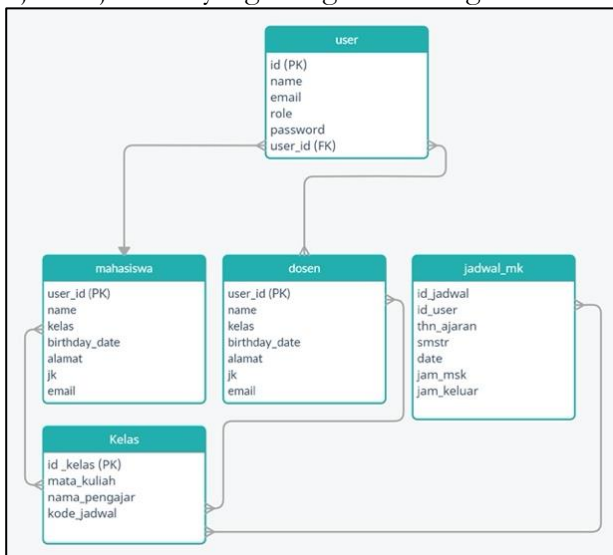 user
id (PK)
name
email
role
password
user_id (FK)
mahasiswa
user_id (PK)
name
kelas
birthday_date
alamat
jk
email
dosen
user_id (PK)
name
kelas
birthday_date
alamat
jk
email
jadwal_mk
id_jadwal
id_user
thn_ajaran
smstr
date
jam_msk
jam_keluar
Kelas
id _kelas (PK)
mata_kuliah
nama_pengajar
kode_jadwal